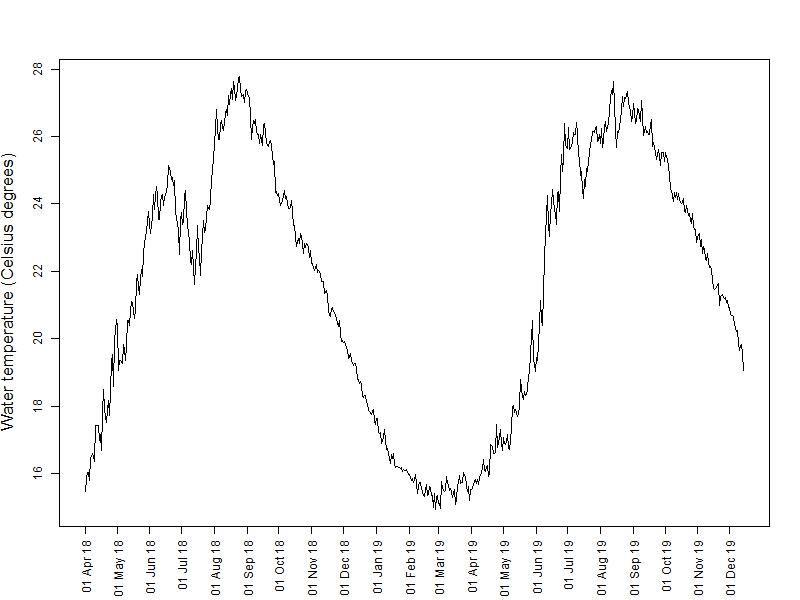 Water temperature (Celsius degrees)
28
26
24
22
20
18
16
01 Apr 18
01 May 18
01 Jun 18
01 Jul 18
01 Aug 18
01 Sep 18
01 Oct 18
01 Nov 18
01 Dec 18
01 Jan 19
01 Feb 19
01 Mar 19
01 Apr 19
01 May 19
01 Jun 19
01 Jul 19
01 Aug 19
01 Sep 19
01 Oct 19
01 Nov 19
01 Dec 19